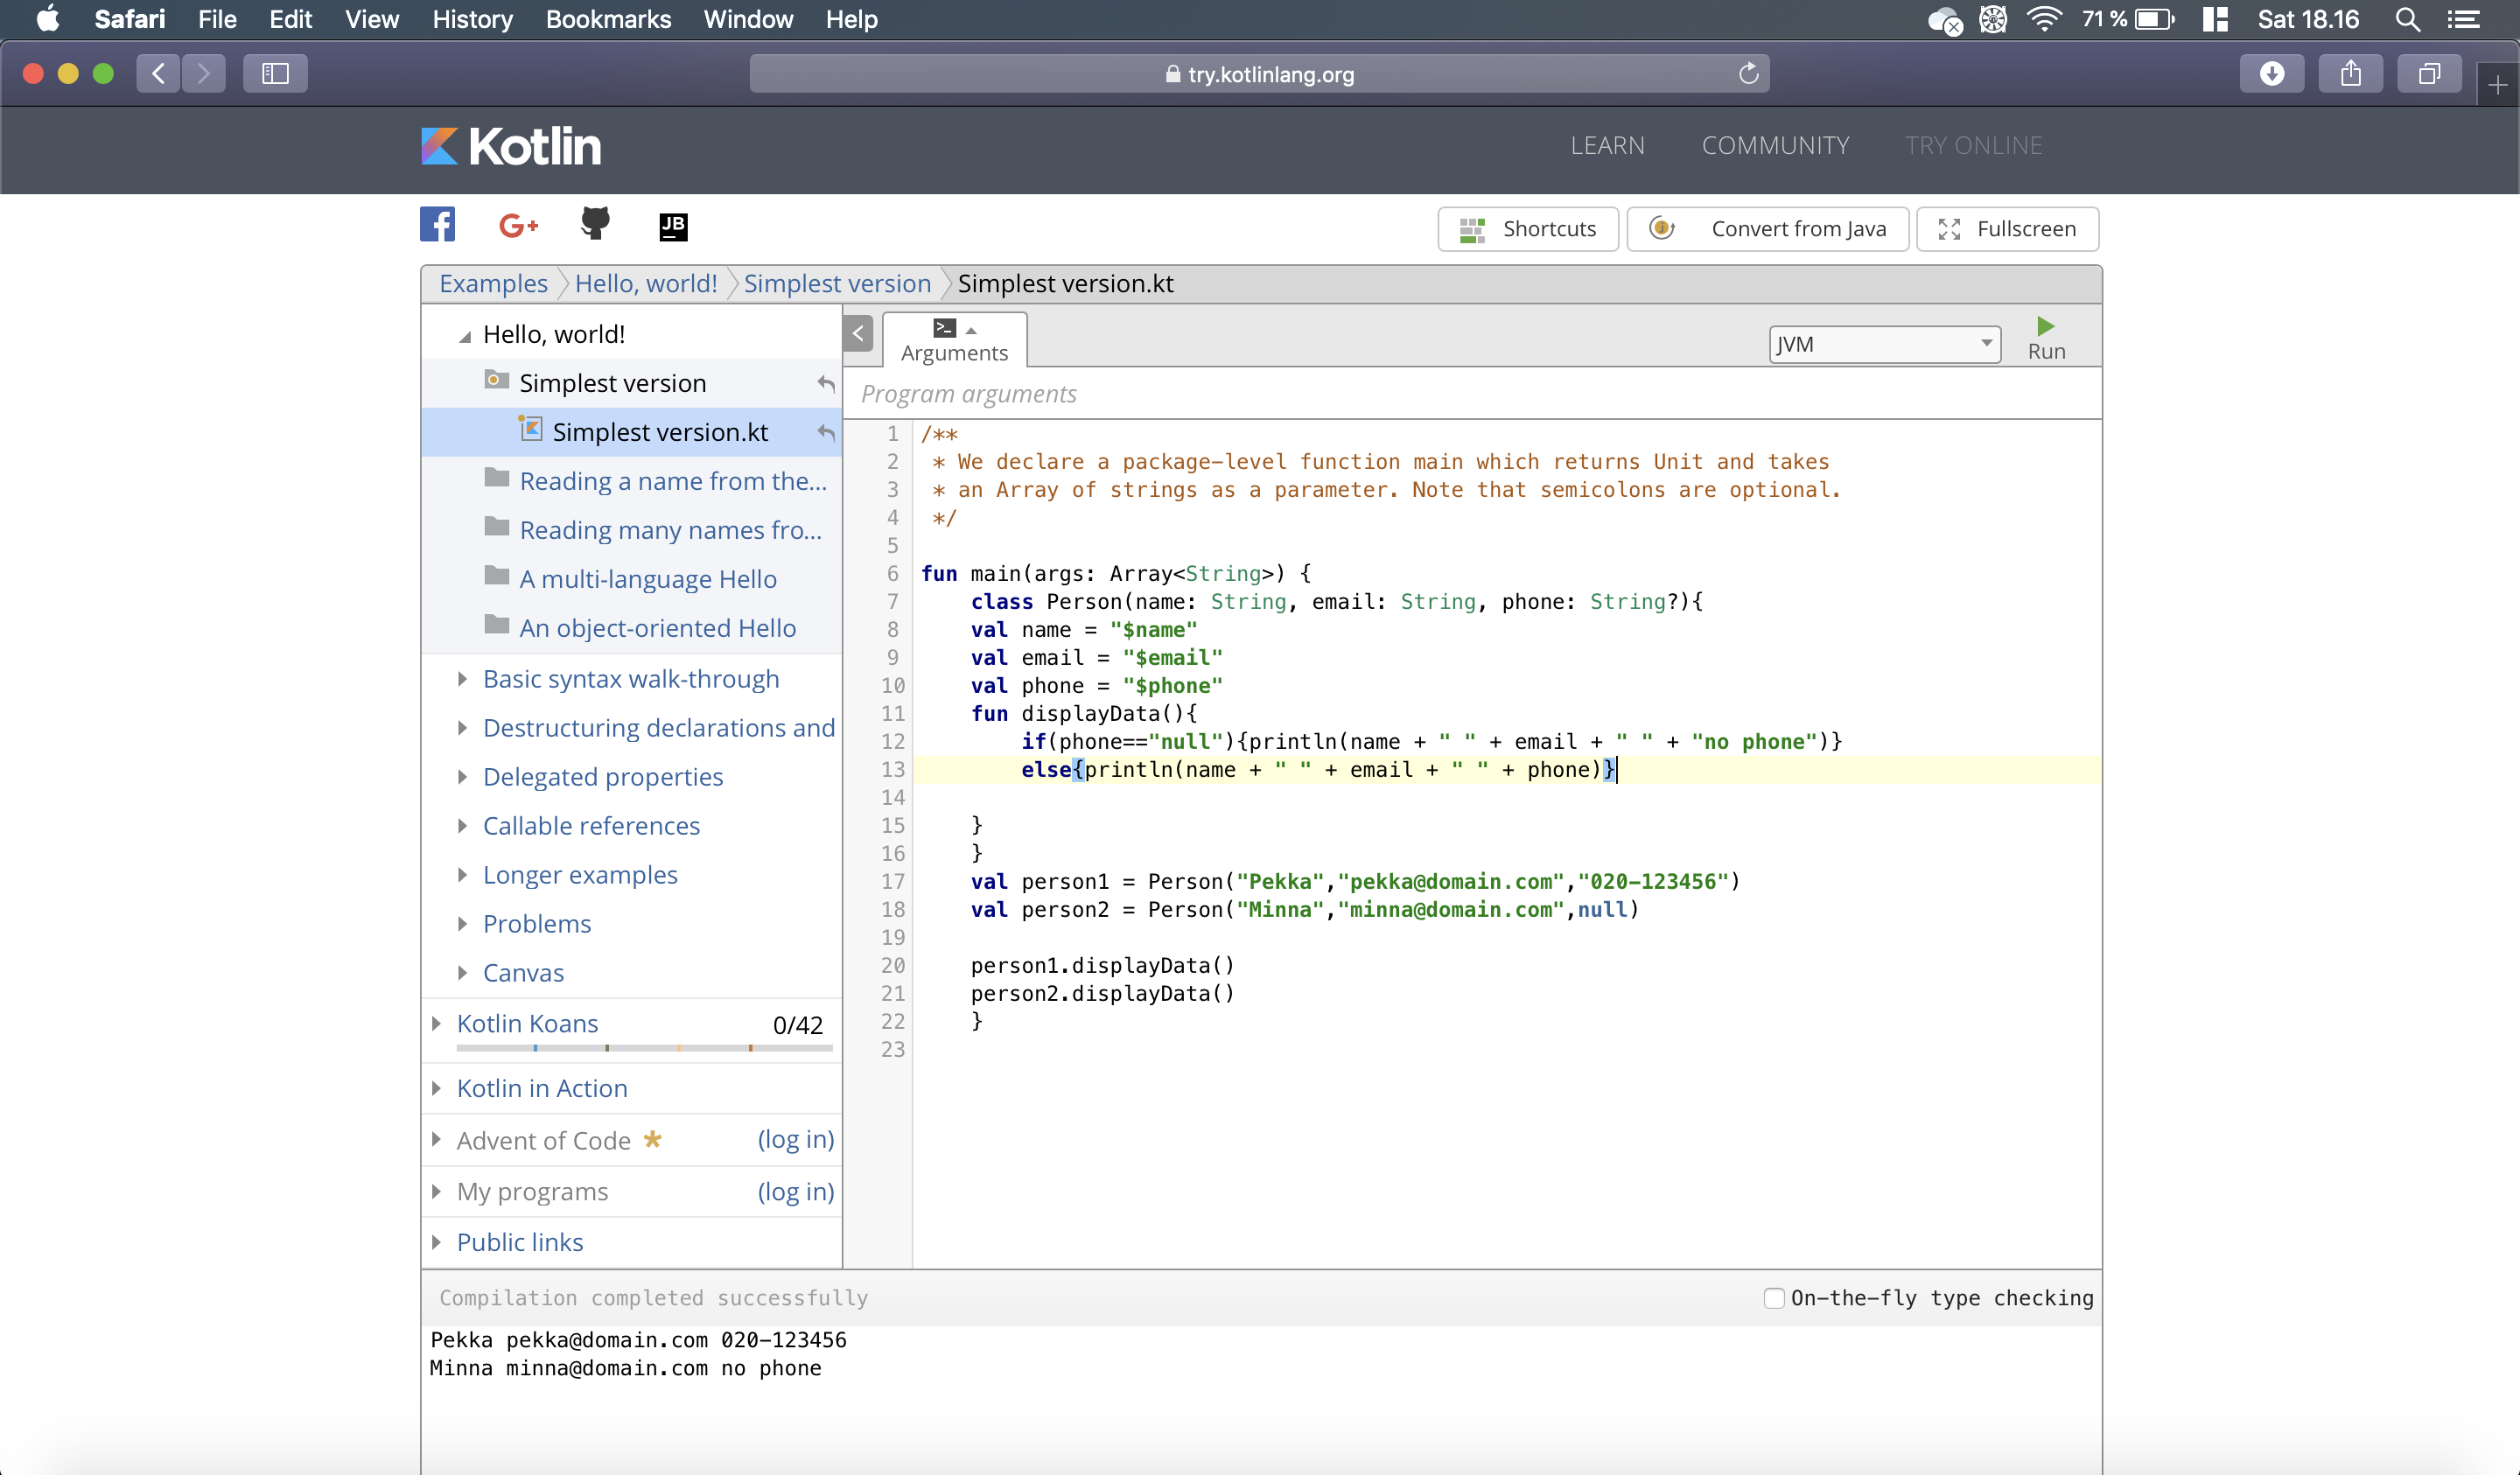 Safari File Edit View History Bookmarks Window Help 71 % Sat 18.16
try.kotlinlang.org
Kotlin LEARN COMMUNITY TRY ONLINE
f G+ JB Shortcuts Convert from Java Fullscreen
Examples Hello, world! Simplest version Simplest version.kt
Hello, world!
Simplest version
Simplest version.kt
Reading a name from the...
Reading many names fro...
A multi-language Hello
An object-oriented Hello
Basic syntax walk-through
Destructuring declarations and
Delegated properties
Callable references
Longer examples
Problems
Canvas
Kotlin Koans 0/42
Kotlin in Action
Advent of Code * (log in)
My programs (log in)
Public links
>_
Arguments
JVM
Run
Program arguments
1 /**
2 * We declare a package-level function main which returns Unit and takes
3 * an Array of strings as a parameter. Note that semicolons are optional.
4 */
5
6 fun main(args: Array<String>) {
7 class Person(name: String, email: String, phone: String?){
8 val name = "$name"
9 val email = "$email"
10 val phone = "$phone"
11 fun displayData(){
12 if(phone=="null"){println(name + " " + email + " " + "no phone")}
13 else{println(name + " " + email + " " + phone)}
14
15 }
16 }
17 val person1 = Person("Pekka","pekka@domain.com","020-123456")
18 val person2 = Person("Minna","minna@domain.com",null)
19
20 person1.displayData()
21 person2.displayData()
22 }
23
Compilation completed successfully On-the-fly type checking
Pekka pekka@domain.com 020-123456
Minna minna@domain.com no phone